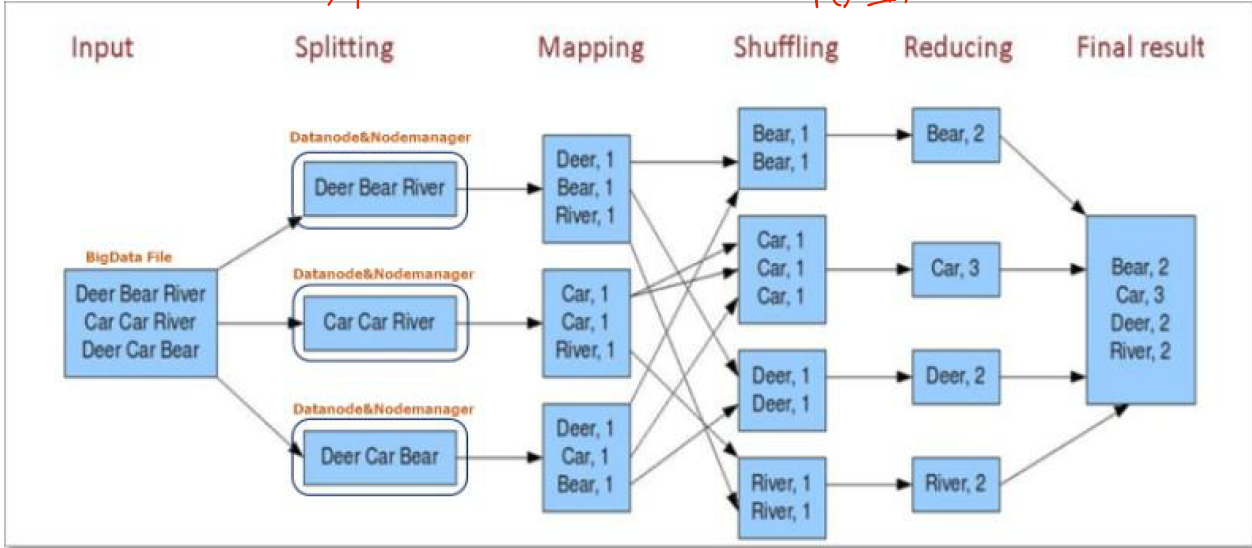 Input
Splitting
Mapping
Shuffling
Reducing
Final result
BigData File
Deer Bear River
Car Car River
Deer Car Bear
Datanode&Nodemanager
Deer Bear River
Datanode&Nodemanager
Car Car River
Datanode&Nodemanager
Deer Car Bear
Deer, 1
Bear, 1
River, 1
Car, 1
Car, 1
River, 1
Deer, 1
Car, 1
Bear, 1
Bear, 1
Bear, 1
Car, 1
Car, 1
Car, 1
Deer, 1
Deer, 1
River, 1
River, 1
Bear, 2
Car, 3
Deer, 2
River, 2
Bear, 2
Car, 3
Deer, 2
River, 2